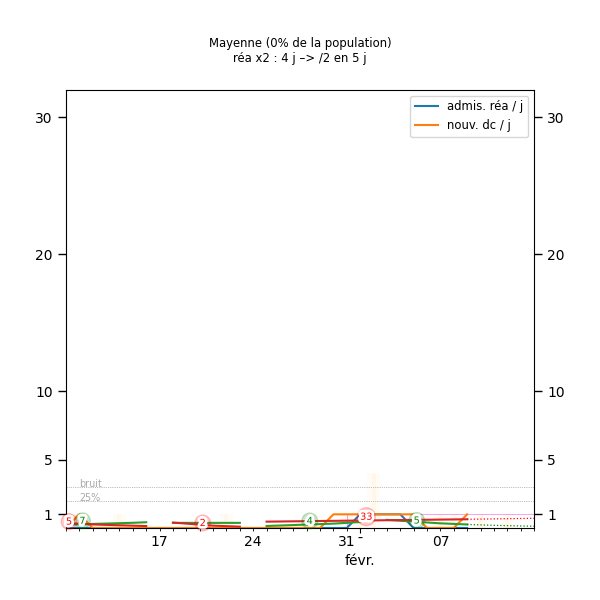 Mayenne (0% de la population)
réa x2 : 4 j –> /2 en 5 j
admis. réa / j
nouv. dc / j
30 30
20 20
10 10
5 5
bruit
25%
1 1
5 7 2 4 33 5
17 24 31 07
févr.